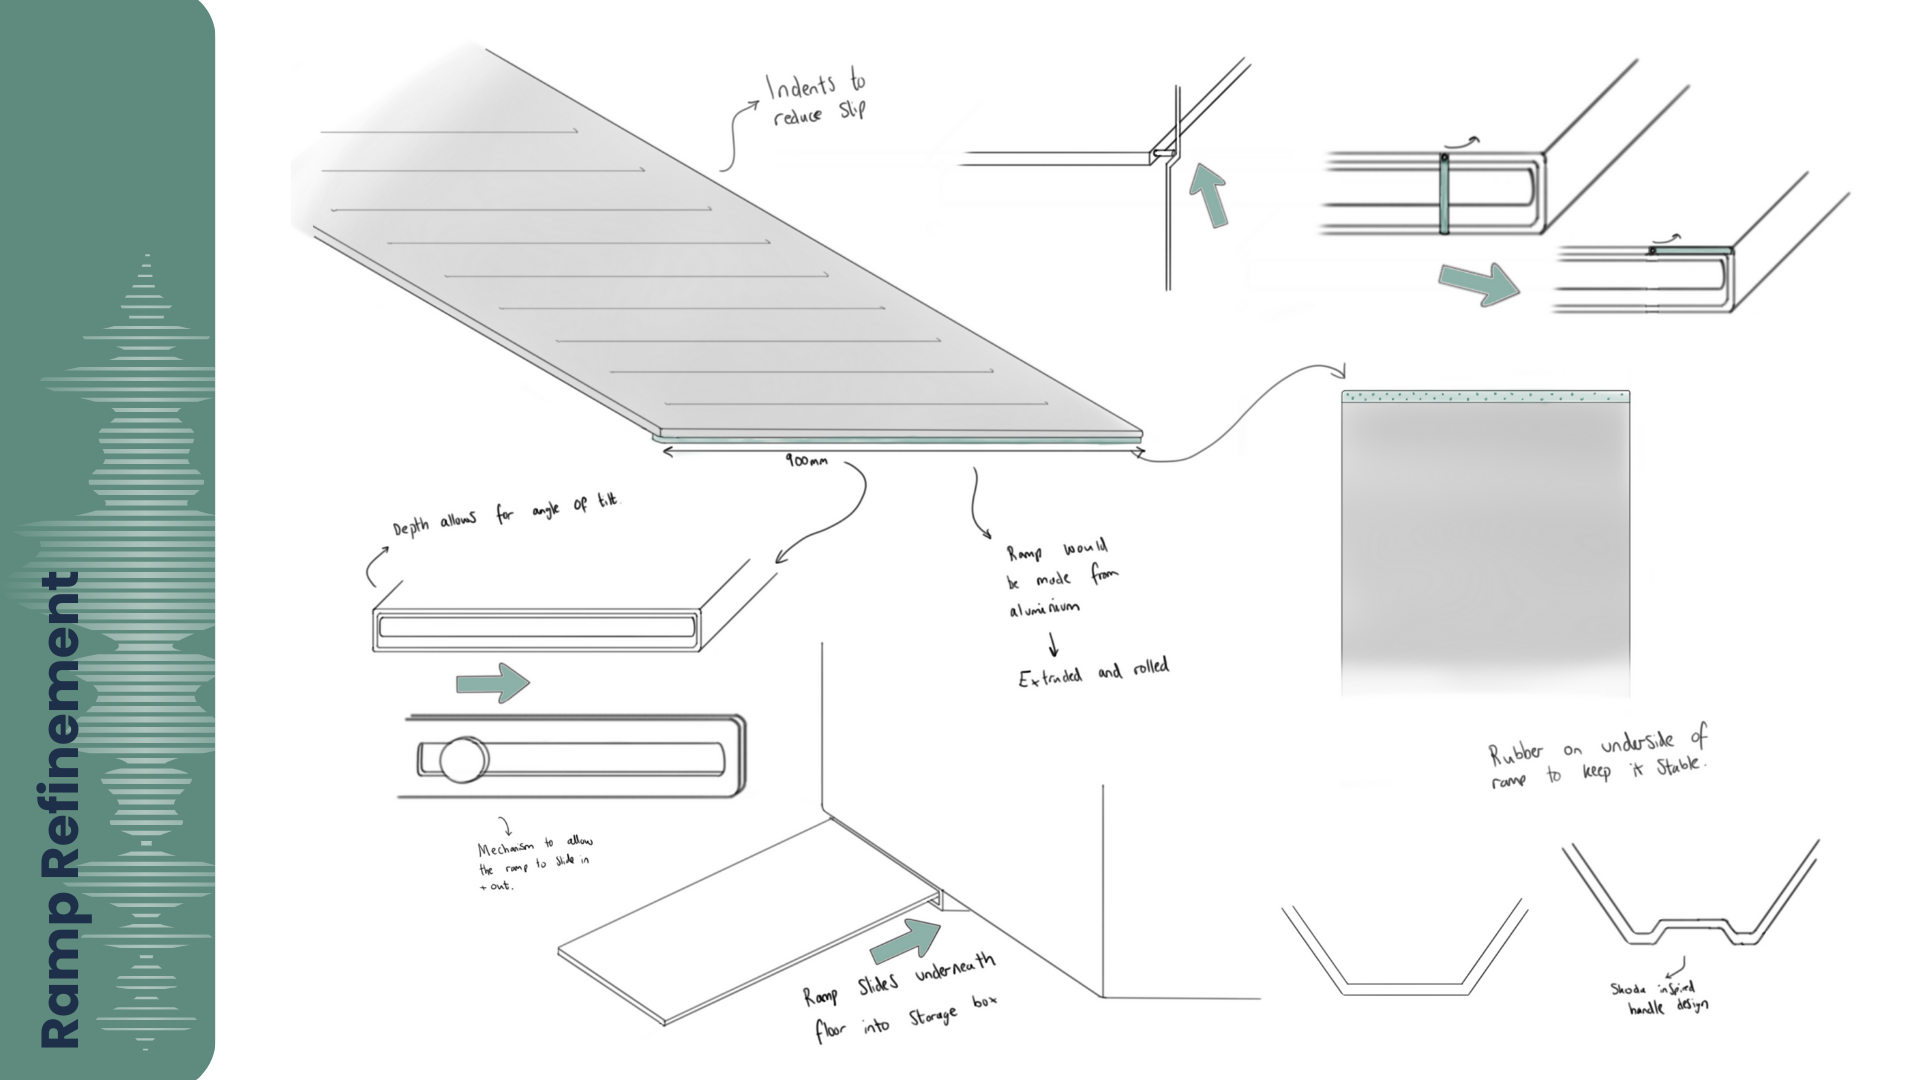 Ramp Refinement
Indents to
reduce slip
900mm
Depth allows for angle of tilt.
Ramp would
be made from
aluminium
Extruded and rolled
Mechanism to allow
the ramp to slide in
+ out.
Ramp Slides underneath
floor into Storage box
Rubber on underside of
ramp to keep it Stable.
Skoda inspired
handle design